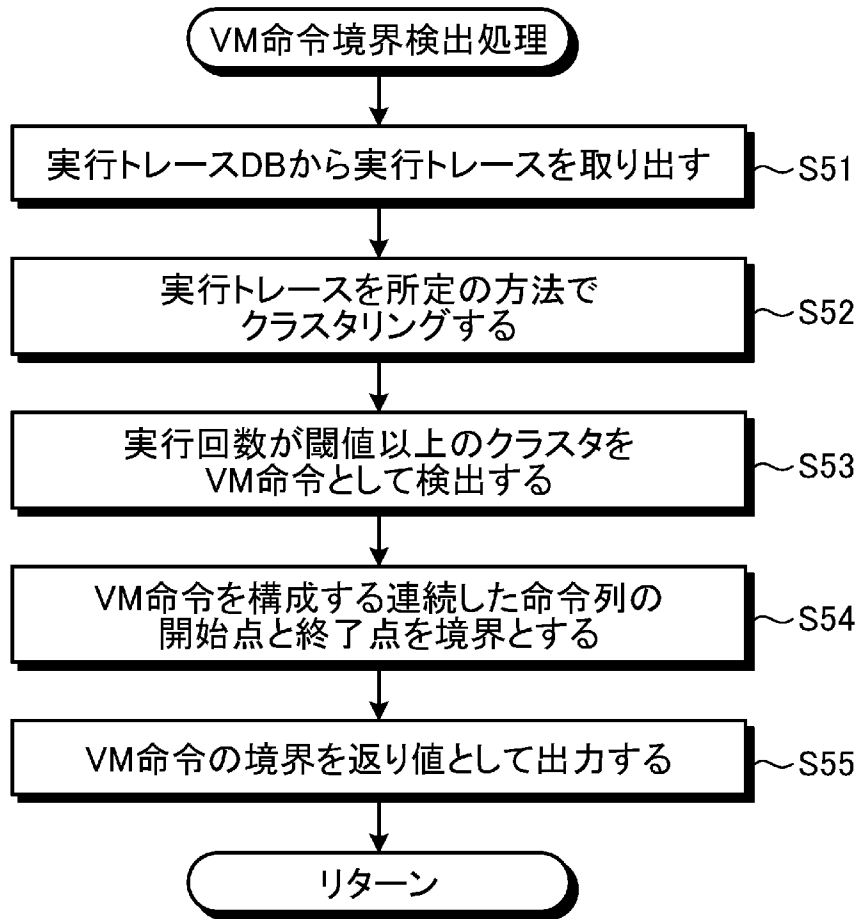 VM命令境界検出処理
実行トレースDBから実行トレースを取り出す
S51
実行トレースを所定の方法で
クラスタリングする
S52
実行回数が閾値以上のクラスタを
VM命令として検出する
S53
VM命令を構成する連続した命令列の
開始点と終了点を境界とする
S54
VM命令の境界を返り値として出力する
S55
リターン